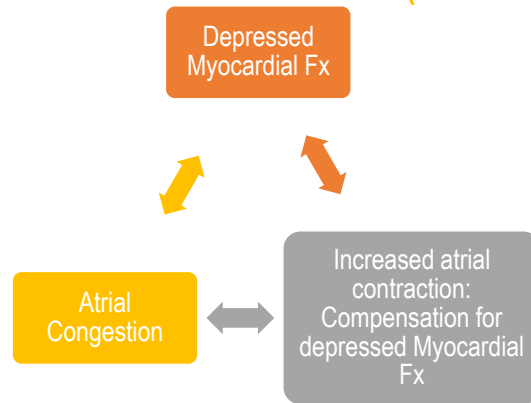 Depressed
Myocardial Fx
Atrial
Congestion
Increased atrial
contraction:
Compensation for
depressed Myocardial
Fx